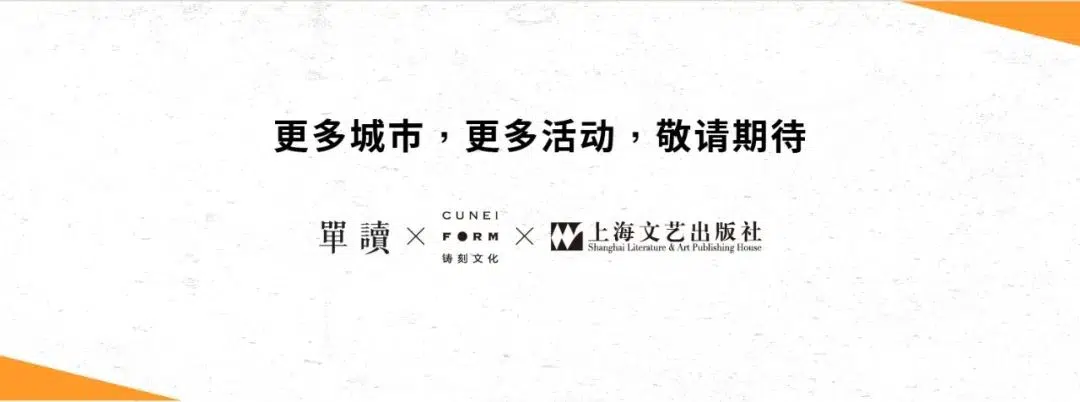 更多城市，更多活动，敬请期待
單讀 × CUNEI FORM 铸刻文化 × 上海文艺出版社
Shanghai Literature & Art Publishing House